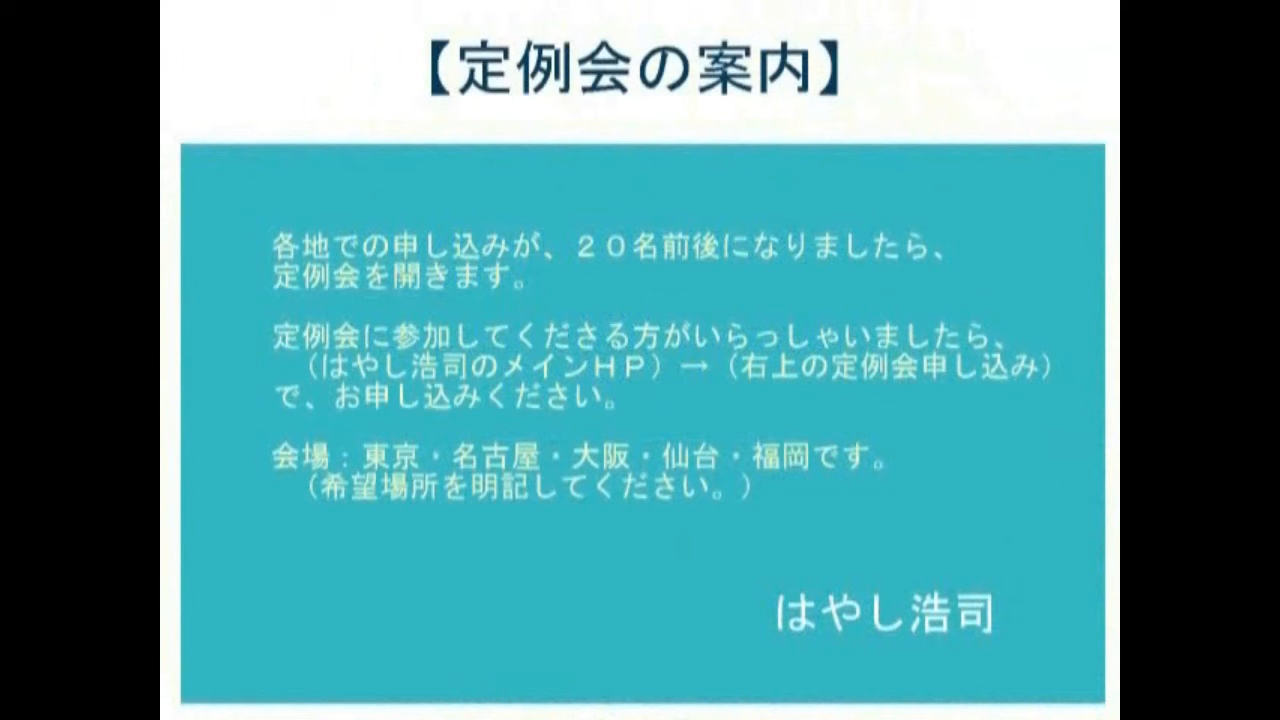 【定例会の案内】
各地での申し込みが、２０名前後になりましたら、
定例会を開きます。
定例会に参加してくださる方がいらっしゃいましたら、
（はやし浩司のメインＨＰ）→（右上の定例会申し込み）
で、お申し込みください。
会場：東京・名古屋・大阪・仙台・福岡です。
（希望場所を明記してください。）
はやし浩司